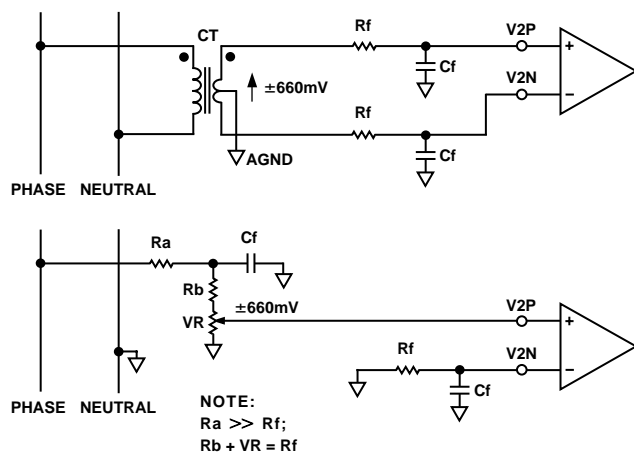 CT
Rf
V2P
Cf
±660mV
V2N
Rf
AGND
Cf
PHASE NEUTRAL
Ra
Cf
Rb
±660mV
VR
V2P
Rf
V2N
Cf
PHASE NEUTRAL
NOTE:
Ra >> Rf;
Rb + VR = Rf